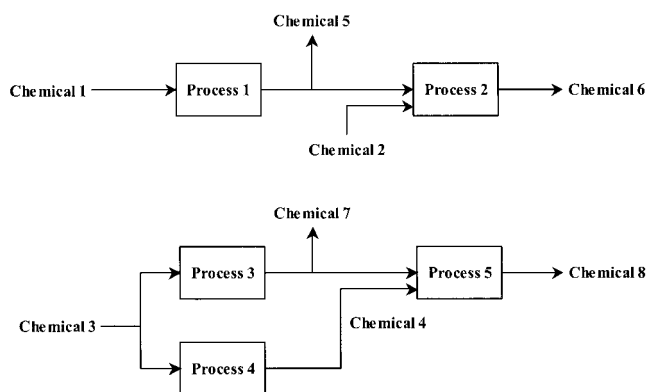 Chemical 5
Chemical 1
Process 1
Process 2
Chemical 6
Chemical 2
Chemical 7
Process 3
Process 5
Chemical 8
Chemical 3
Chemical 4
Process 4